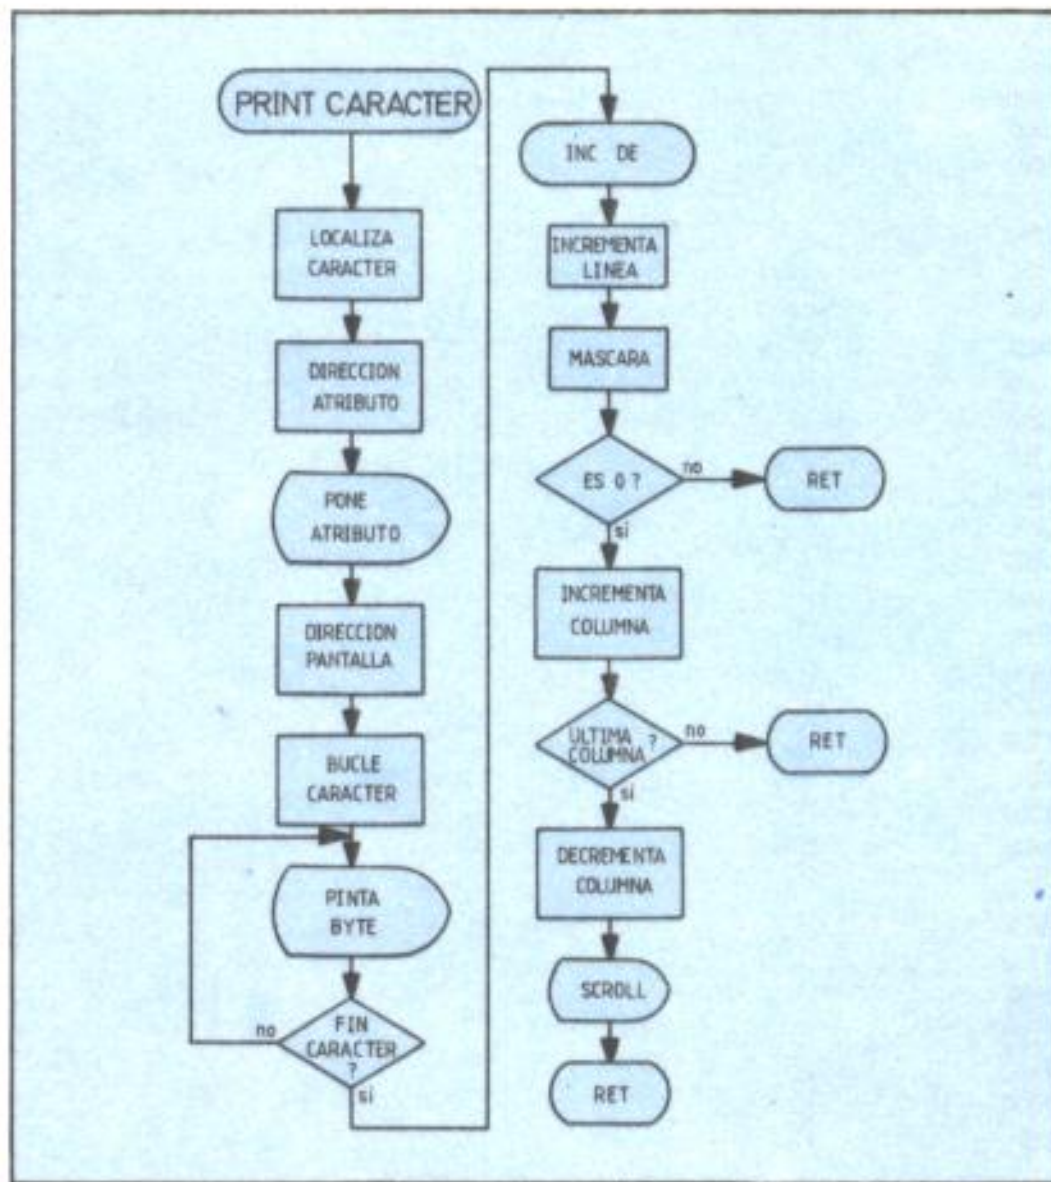 PRINT CARACTER
LOCALIZA
CARACTER
DIRECCION
ATRIBUTO
PONE
ATRIBUTO
DIRECCION
PANTALLA
BUCLE
CARACTER
PINTA
BYTE
FIN
CARACTER
?
no
si
INC DE
INCREMENTA
LINEA
MASCARA
ES 0 ?
no
RET
si
INCREMENTA
COLUMNA
ULTIMA
COLUMNA ?
no
RET
si
DECREMENTA
COLUMNA
SCROLL
RET